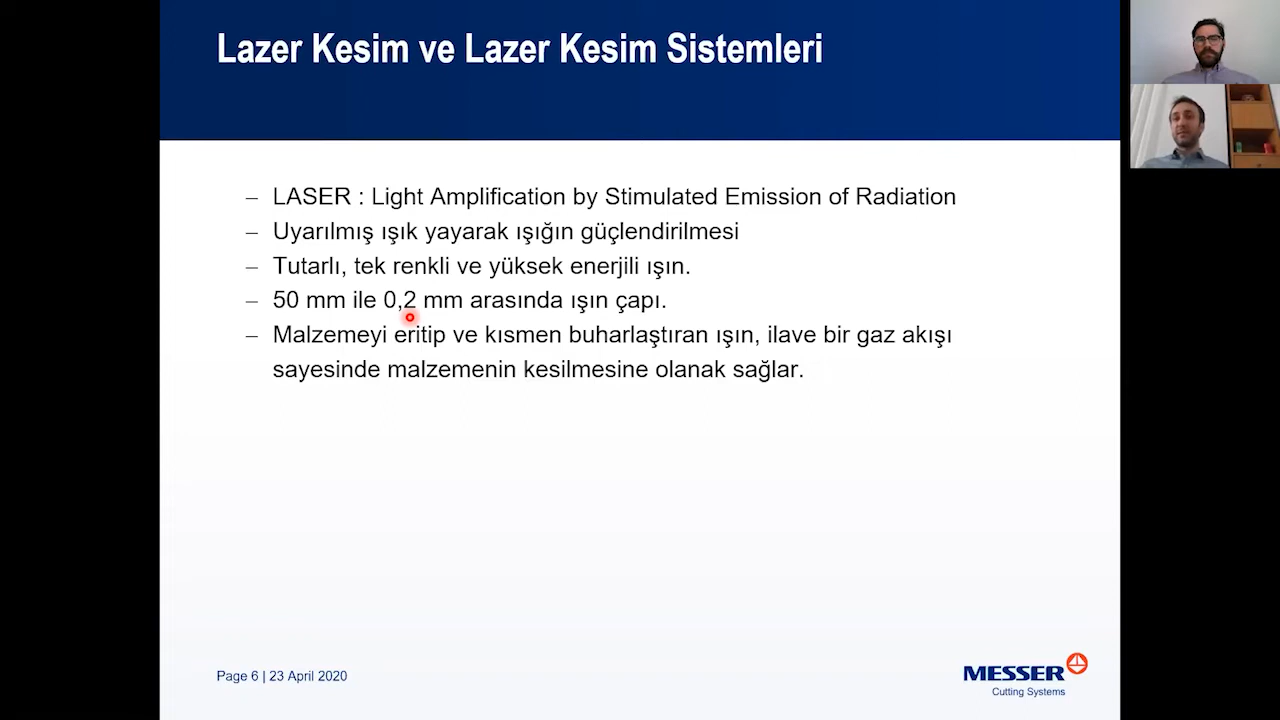 Lazer Kesim ve Lazer Kesim Sistemleri
– LASER : Light Amplification by Stimulated Emission of Radiation
– Uyarılmış ışık yayarak ışığın güçlendirilmesi
– Tutarlı, tek renkli ve yüksek enerjili ışın.
– 50 mm ile 0,2 mm arasında ışın çapı.
– Malzemeyi eritip ve kısmen buharlaştıran ışın, ilave bir gaz akışı
sayesinde malzemenin kesilmesine olanak sağlar.
Page 6 | 23 April 2020
MESSER
Cutting Systems